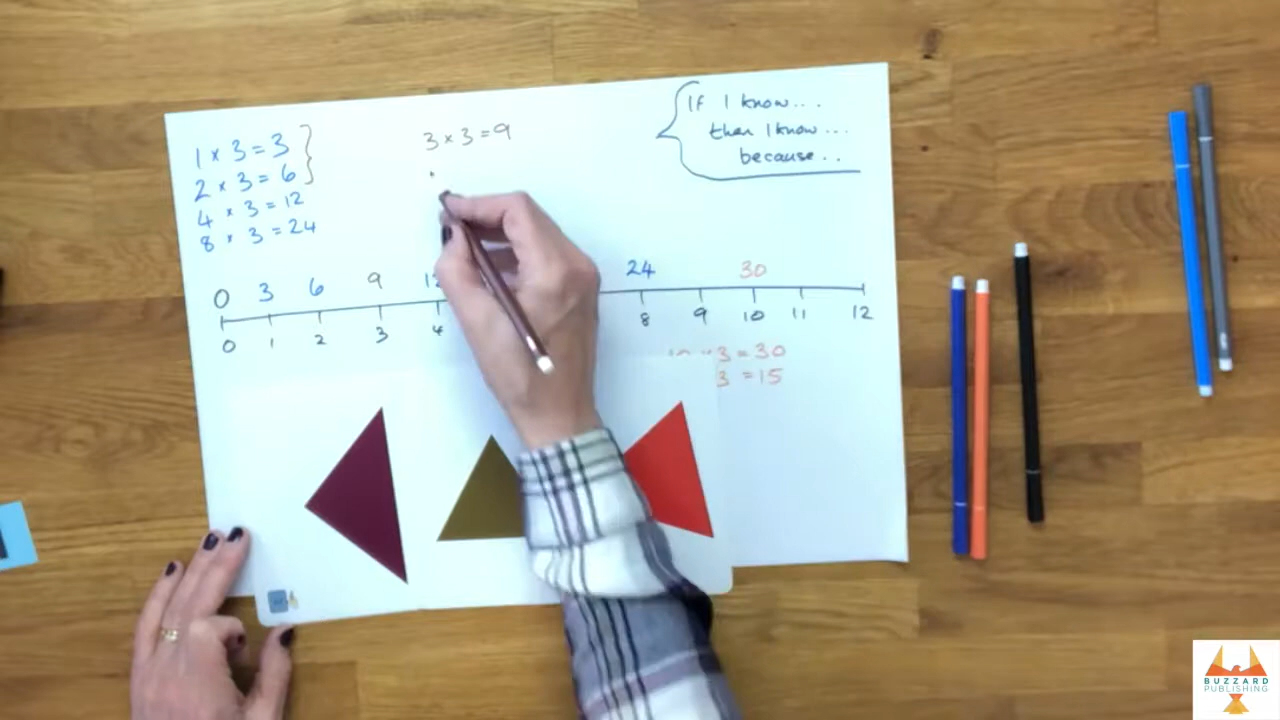 1 × 3 = 3
2 × 3 = 6
4 × 3 = 12
8 × 3 = 24
3 × 3 = 9
If I know...
then I know...
because..
0 3 6 9 24 30
0 1 2 3 4 8 9 10 11 12
3 = 30
3 = 15
BUZZARD
PUBLISHING